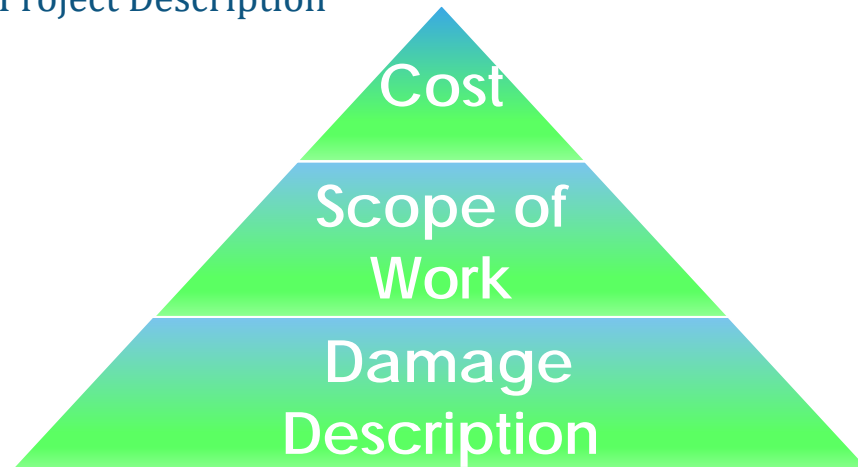 Project Description
Cost
Scope of
Work
Damage
Description